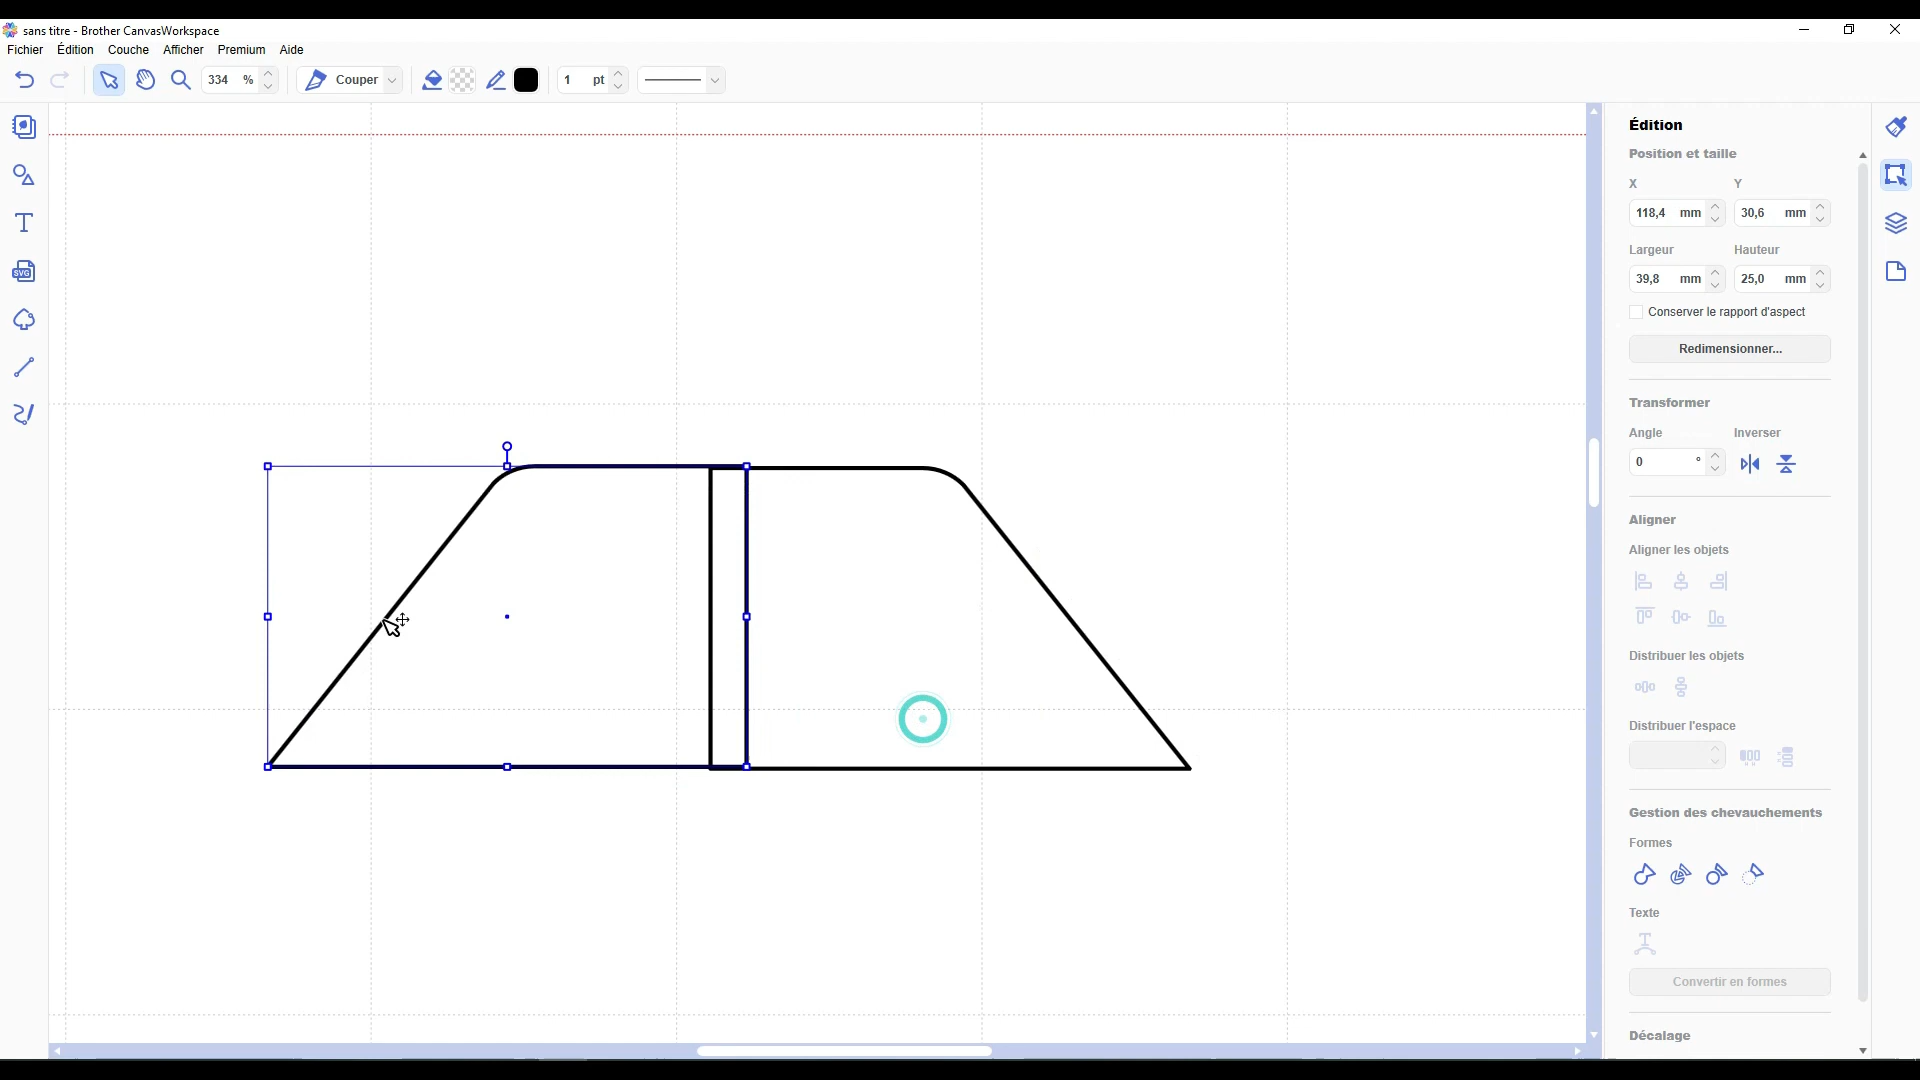 sans titre - Brother CanvasWorkspace
Fichier Édition Couche Afficher Premium Aide
334 % Couper 1 pt
SVG
Édition
Position et taille
X Y
118,4 mm 30,6 mm
Largeur Hauteur
39,8 mm 25,0 mm
Conserver le rapport d'aspect
Redimensionner...
Transformer
Angle Inverser
0 °
Aligner
Aligner les objets
Distribuer les objets
Distribuer l'espace
Gestion des chevauchements
Formes
Texte
Convertir en formes
Décalage